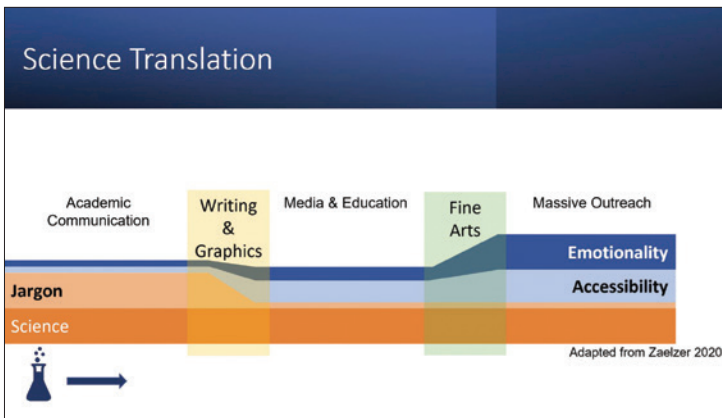 Science Translation
Academic
Communication
Writing
&
Graphics
Media & Education
Fine
Arts
Massive Outreach
Emotionality
Jargon
Accessibility
Science
Adapted from Zaelzer 2020